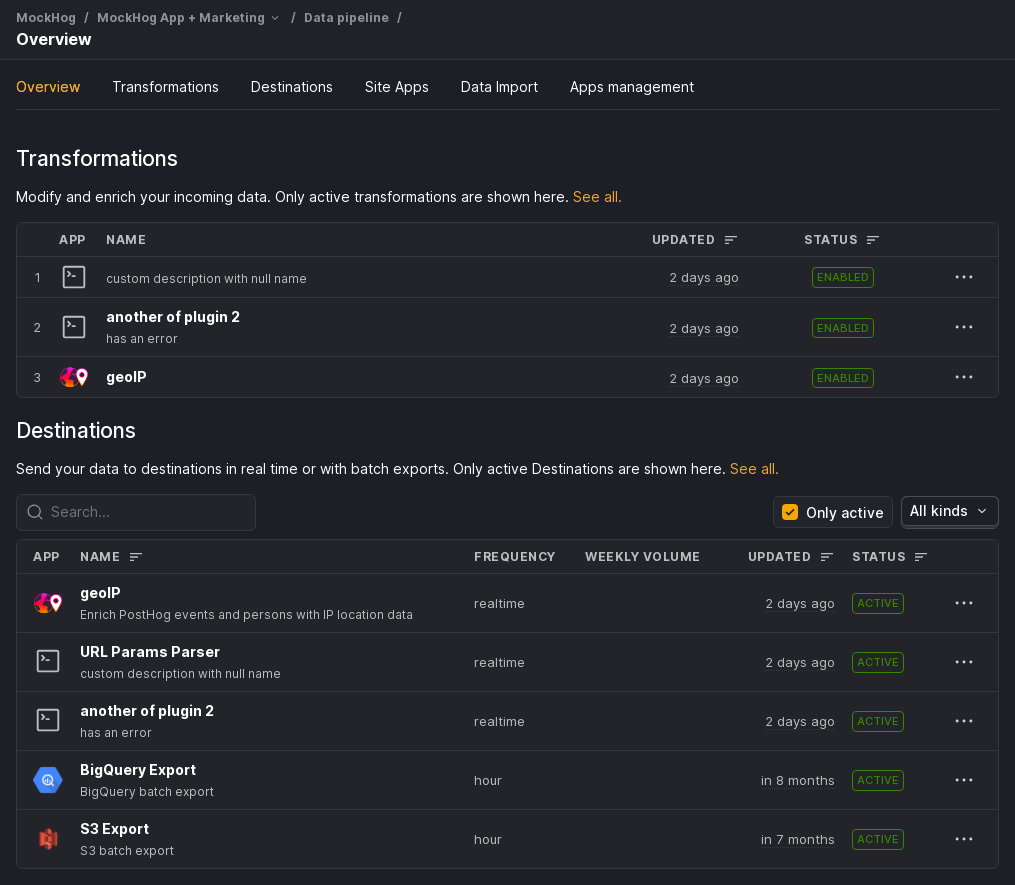 MockHog / MockHog App + Marketing / Data pipeline /
Overview
Overview Transformations Destinations Site Apps Data Import Apps management
Transformations
Modify and enrich your incoming data. Only active transformations are shown here. See all.
APP NAME UPDATED STATUS
1 custom description with null name 2 days ago ENABLED
2 another of plugin 2 2 days ago ENABLED
has an error
3 geoIP 2 days ago ENABLED
Destinations
Send your data to destinations in real time or with batch exports. Only active Destinations are shown here. See all.
Search... Only active All kinds
APP NAME FREQUENCY WEEKLY VOLUME UPDATED STATUS
geoIP realtime 2 days ago ACTIVE
Enrich PostHog events and persons with IP location data
URL Params Parser realtime 2 days ago ACTIVE
custom description with null name
another of plugin 2 realtime 2 days ago ACTIVE
has an error
BigQuery Export hour in 8 months ACTIVE
BigQuery batch export
S3 Export hour in 7 months ACTIVE
S3 batch export